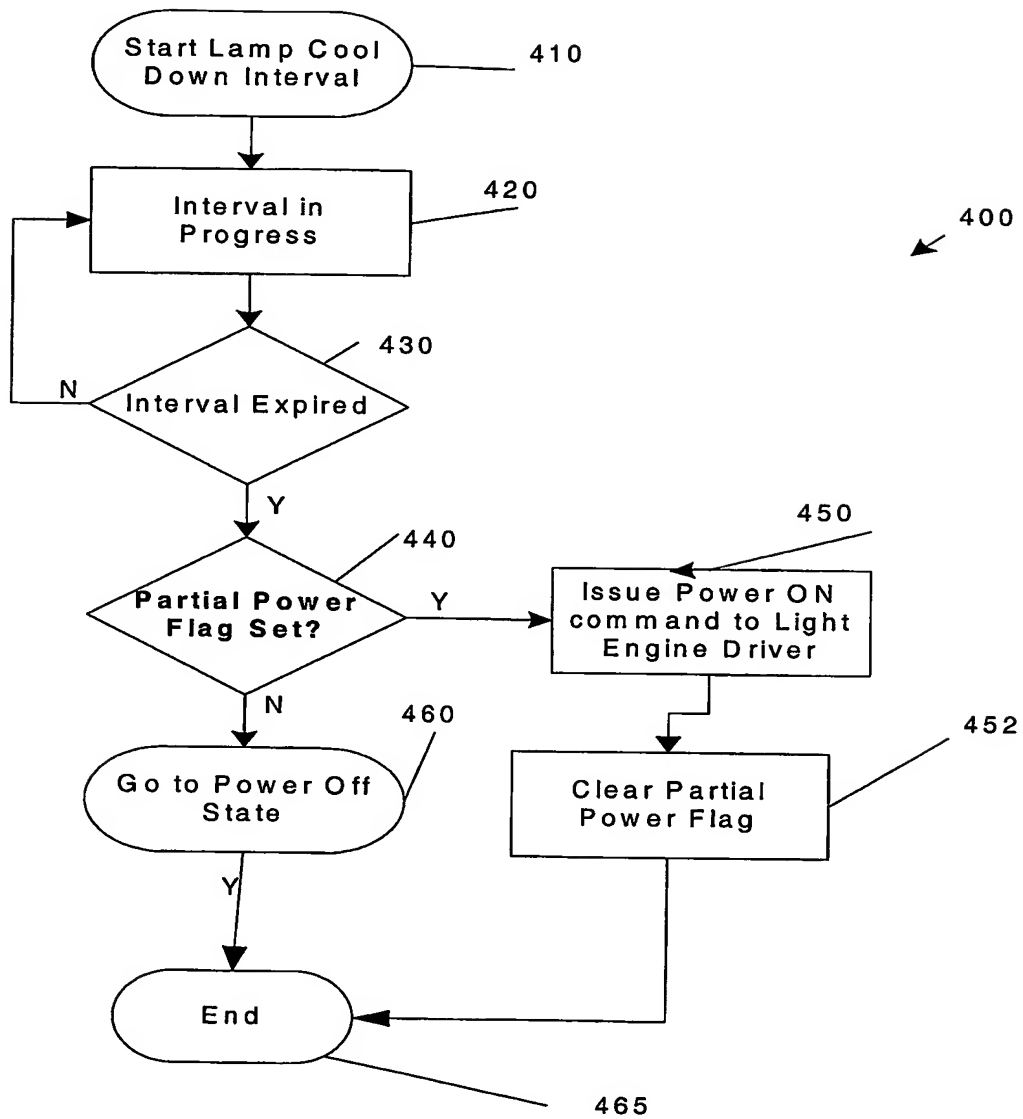 Start Lamp Cool
Down Interval
410
Interval in
Progress
420
400
430
N
Interval Expired
Y
440
450
Partial Power
Flag Set?
Y
Issue Power ON
command to Light
Engine Driver
N
460
452
Go to Power Off
State
Clear Partial
Power Flag
Y
End
465